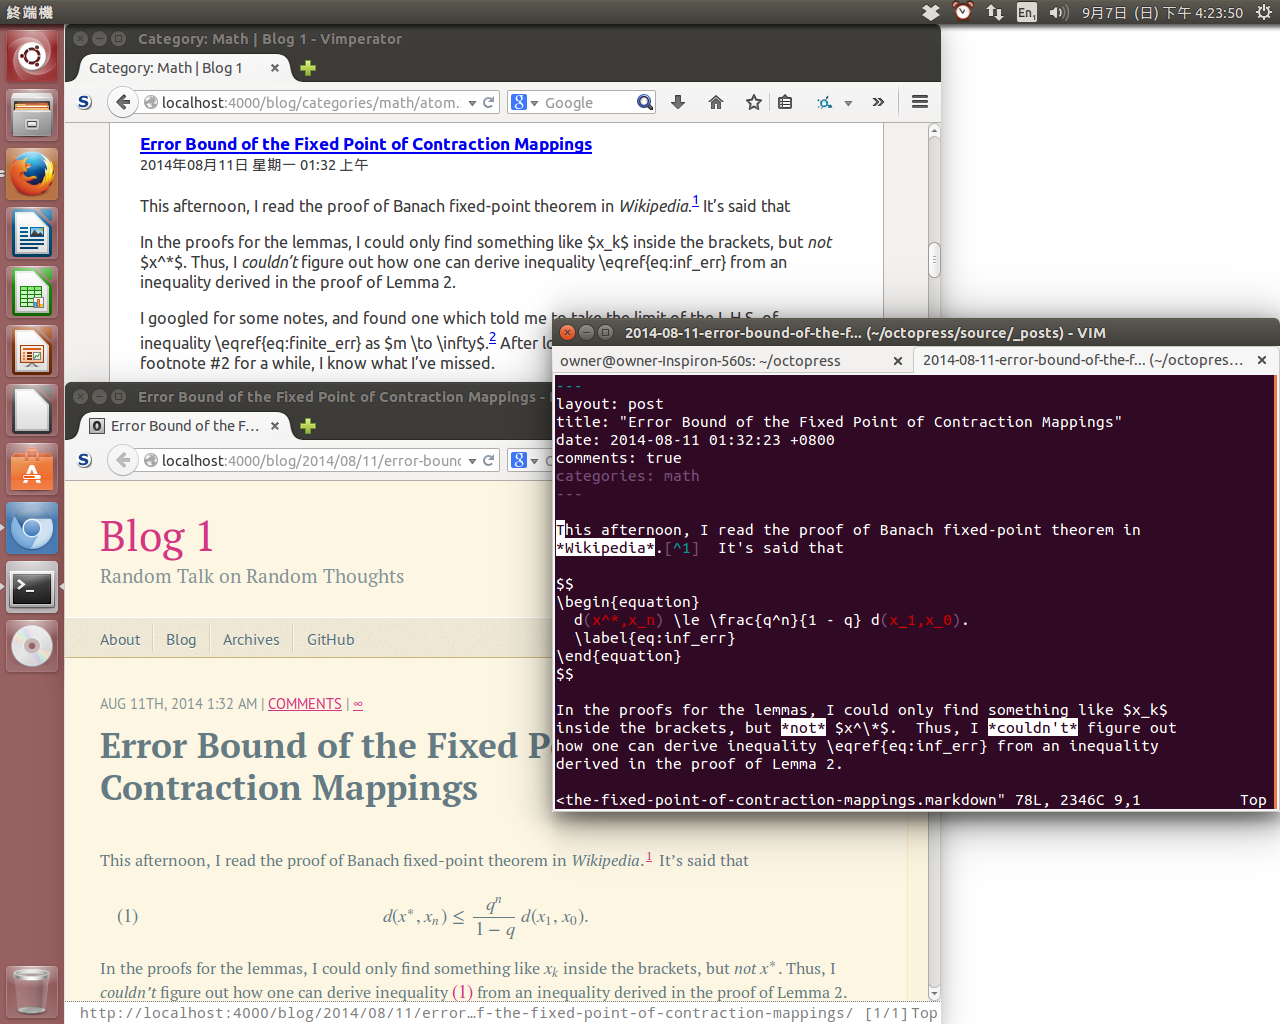 終端機
En1
9月7日 (日) 下午 4:23:50
Category: Math | Blog 1 - Vimperator
Category: Math | Blog 1
localhost:4000/blog/categories/math/atom.
Google
Error Bound of the Fixed Point of Contraction Mappings
2014年08月11日 星期一 01:32 上午
This afternoon, I read the proof of Banach fixed-point theorem in Wikipedia.1 It's said that
In the proofs for the lemmas, I could only find something like $x_k$ inside the brackets, but not
$x^*$. Thus, I couldn't figure out how one can derive inequality \eqref{eq:inf_err} from an
inequality derived in the proof of Lemma 2.
I googled for some notes, and found one which told me to take the limit of the L.H.S. of
inequality \eqref{eq:finite_err} as $m \to \infty$.2 After lo
footnote #2 for a while, I know what I've missed.
Error Bound of the Fixed Point of Contraction Mappings -
Error Bound of the F...
localhost:4000/blog/2014/08/11/error-bounc
Blog 1
Random Talk on Random Thoughts
About
Blog
Archives
GitHub
AUG 11TH, 2014 1:32 AM | COMMENTS | ∞
Error Bound of the Fixed P
Contraction Mappings
This afternoon, I read the proof of Banach fixed-point theorem in Wikipedia.1 It's said that
(1) d(x*, xn) ≤ q^n/(1 − q) d(x1, x0).
In the proofs for the lemmas, I could only find something like xk inside the brackets, but not x*. Thus, I
couldn't figure out how one can derive inequality (1) from an inequality derived in the proof of Lemma 2.
http://localhost:4000/blog/2014/08/11/error…f-the-fixed-point-of-contraction-mappings/ [1/1] Top
2014-08-11-error-bound-of-the-f... (~/octopress/source/_posts) - VIM
owner@owner-Inspiron-560s: ~/octopress
2014-08-11-error-bound-of-the-f... (~/octopres...
---
layout: post
title: "Error Bound of the Fixed Point of Contraction Mappings"
date: 2014-08-11 01:32:23 +0800
comments: true
categories: math
---
This afternoon, I read the proof of Banach fixed-point theorem in
*Wikipedia*.[^1]  It's said that
$$
\begin{equation}
  d(x^*,x_n) \le \frac{q^n}{1 - q} d(x_1,x_0).
  \label{eq:inf_err}
\end{equation}
$$
In the proofs for the lemmas, I could only find something like $x_k$
inside the brackets, but *not* $x^\*$.  Thus, I *couldn't* figure out
how one can derive inequality \eqref{eq:inf_err} from an inequality
derived in the proof of Lemma 2.
<the-fixed-point-of-contraction-mappings.markdown" 78L, 2346C 9,1 Top